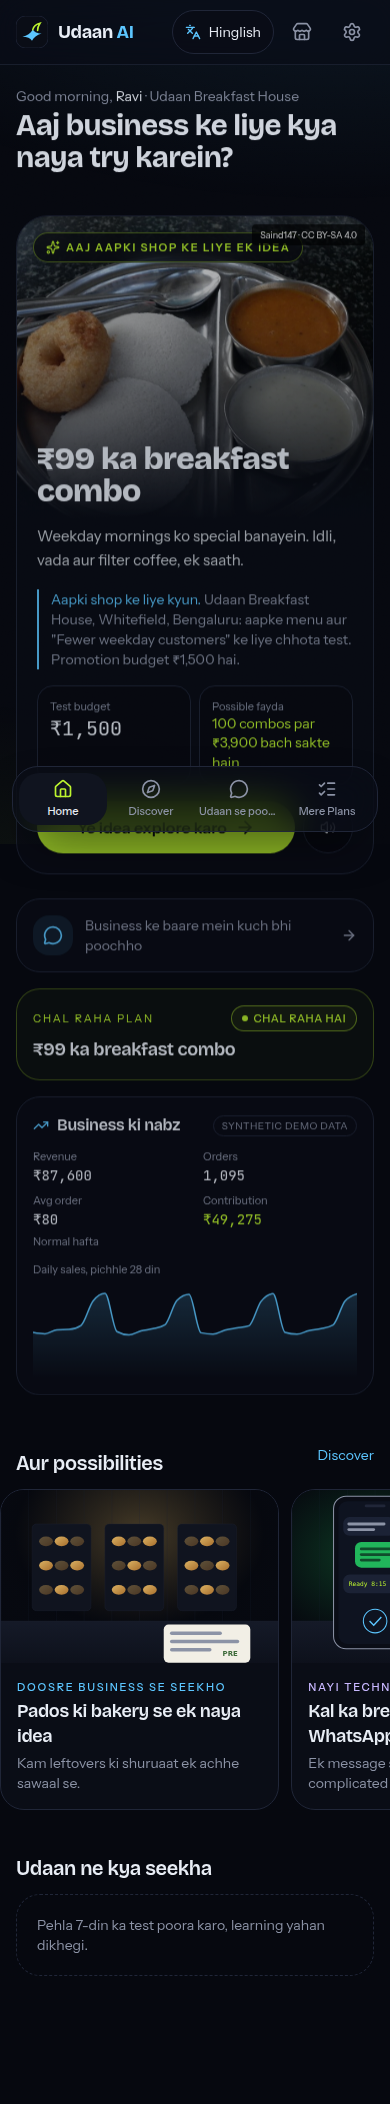 Udaan AI
Hinglish
Good morning, Ravi · Udaan Breakfast House
Aaj business ke liye kya
naya try karein?
Saind147 · CC BY-SA 4.0
AAJ AAPKI SHOP KE LIYE EK IDEA
₹99 ka breakfast
combo
Weekday mornings ko special banayein. Idli,
vada aur filter coffee, ek saath.
Aapki shop ke liye kyun. Udaan Breakfast
House, Whitefield, Bengaluru: aapke menu aur
"Fewer weekday customers" ke liye chhota test.
Promotion budget ₹1,500 hai.
Test budget
₹1,500
Possible fayda
100 combos par
₹3,900 bach sakte
hain
Home
Discover
Udaan se poo...
Mere Plans
Ye idea explore karo
Business ke baare mein kuch bhi
poochho
CHAL RAHA PLAN
CHAL RAHA HAI
₹99 ka breakfast combo
Business ki nabz
SYNTHETIC DEMO DATA
Revenue
₹87,600
Orders
1,095
Avg order
₹80
Contribution
₹49,275
Normal hafta
Daily sales, pichhle 28 din
Aur possibilities
Discover
PRE
Ready 8:15
DOOSRE BUSINESS SE SEEKHO
Pados ki bakery se ek naya
idea
Kam leftovers ki shuruaat ek achhe
sawaal se.
NAYI TECHN
Kal ka bre
WhatsApp
Ek message
complicated
Udaan ne kya seekha
Pehla 7-din ka test poora karo, learning yahan
dikhegi.